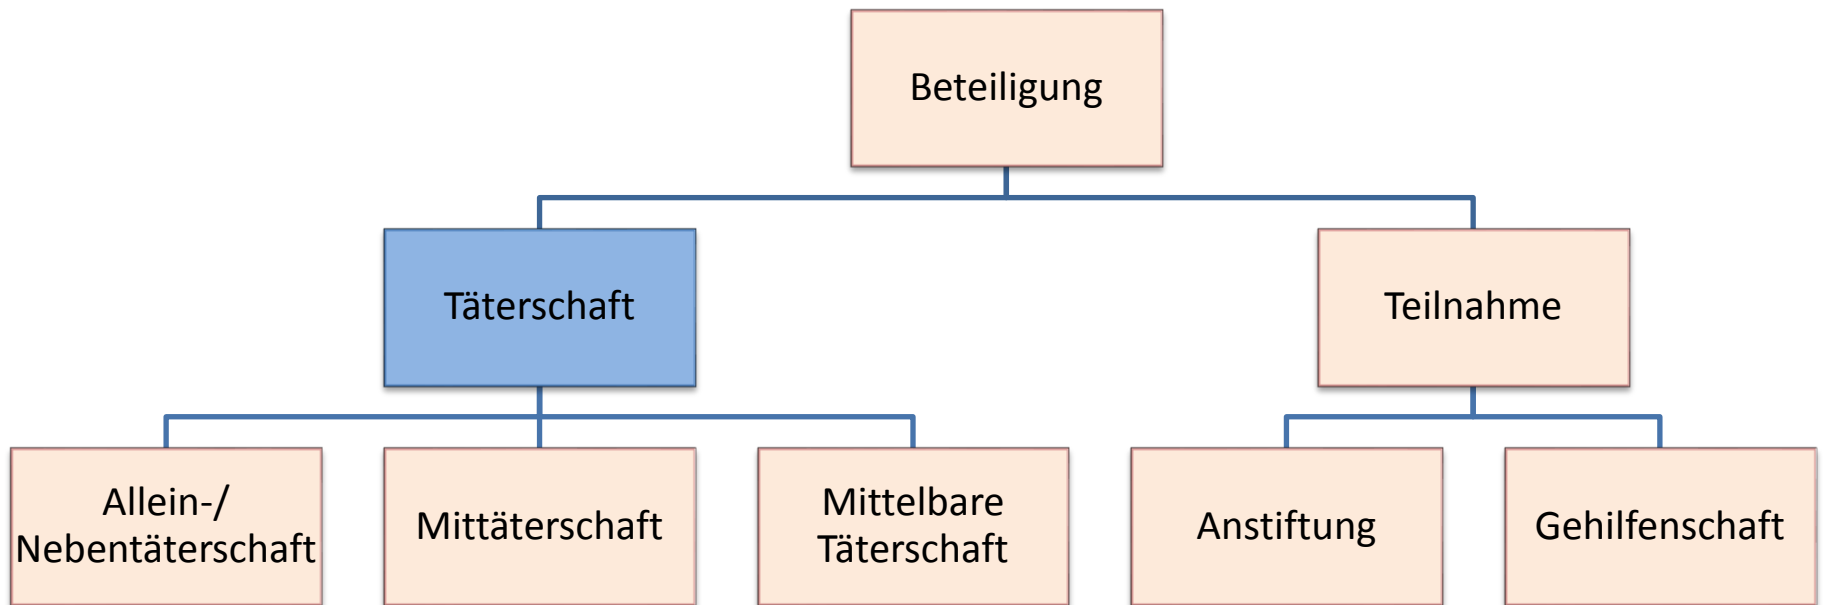 Beteiligung
Täterschaft
Teilnahme
Allein-/
Nebentäterschaft
Mittäterschaft
Mittelbare
Täterschaft
Anstiftung
Gehilfenschaft